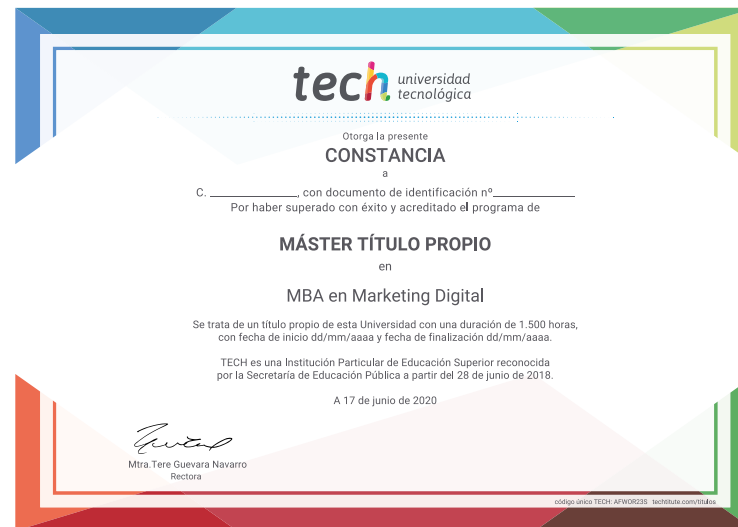 tech universidad
tecnológica
Otorga la presente
CONSTANCIA
a
C. ________________, con documento de identificación nº_______________
Por haber superado con éxito y acreditado el programa de
MÁSTER TÍTULO PROPIO
en
MBA en Marketing Digital
Se trata de un título propio de esta Universidad con una duración de 1.500 horas,
con fecha de inicio dd/mm/aaaa y fecha de finalización dd/mm/aaaa.
TECH es una Institución Particular de Educación Superior reconocida
por la Secretaría de Educación Pública a partir del 28 de junio de 2018.
A 17 de junio de 2020
Mtra.Tere Guevara Navarro
Rectora
código único TECH: AFWOR23S techtitute.com/titulos